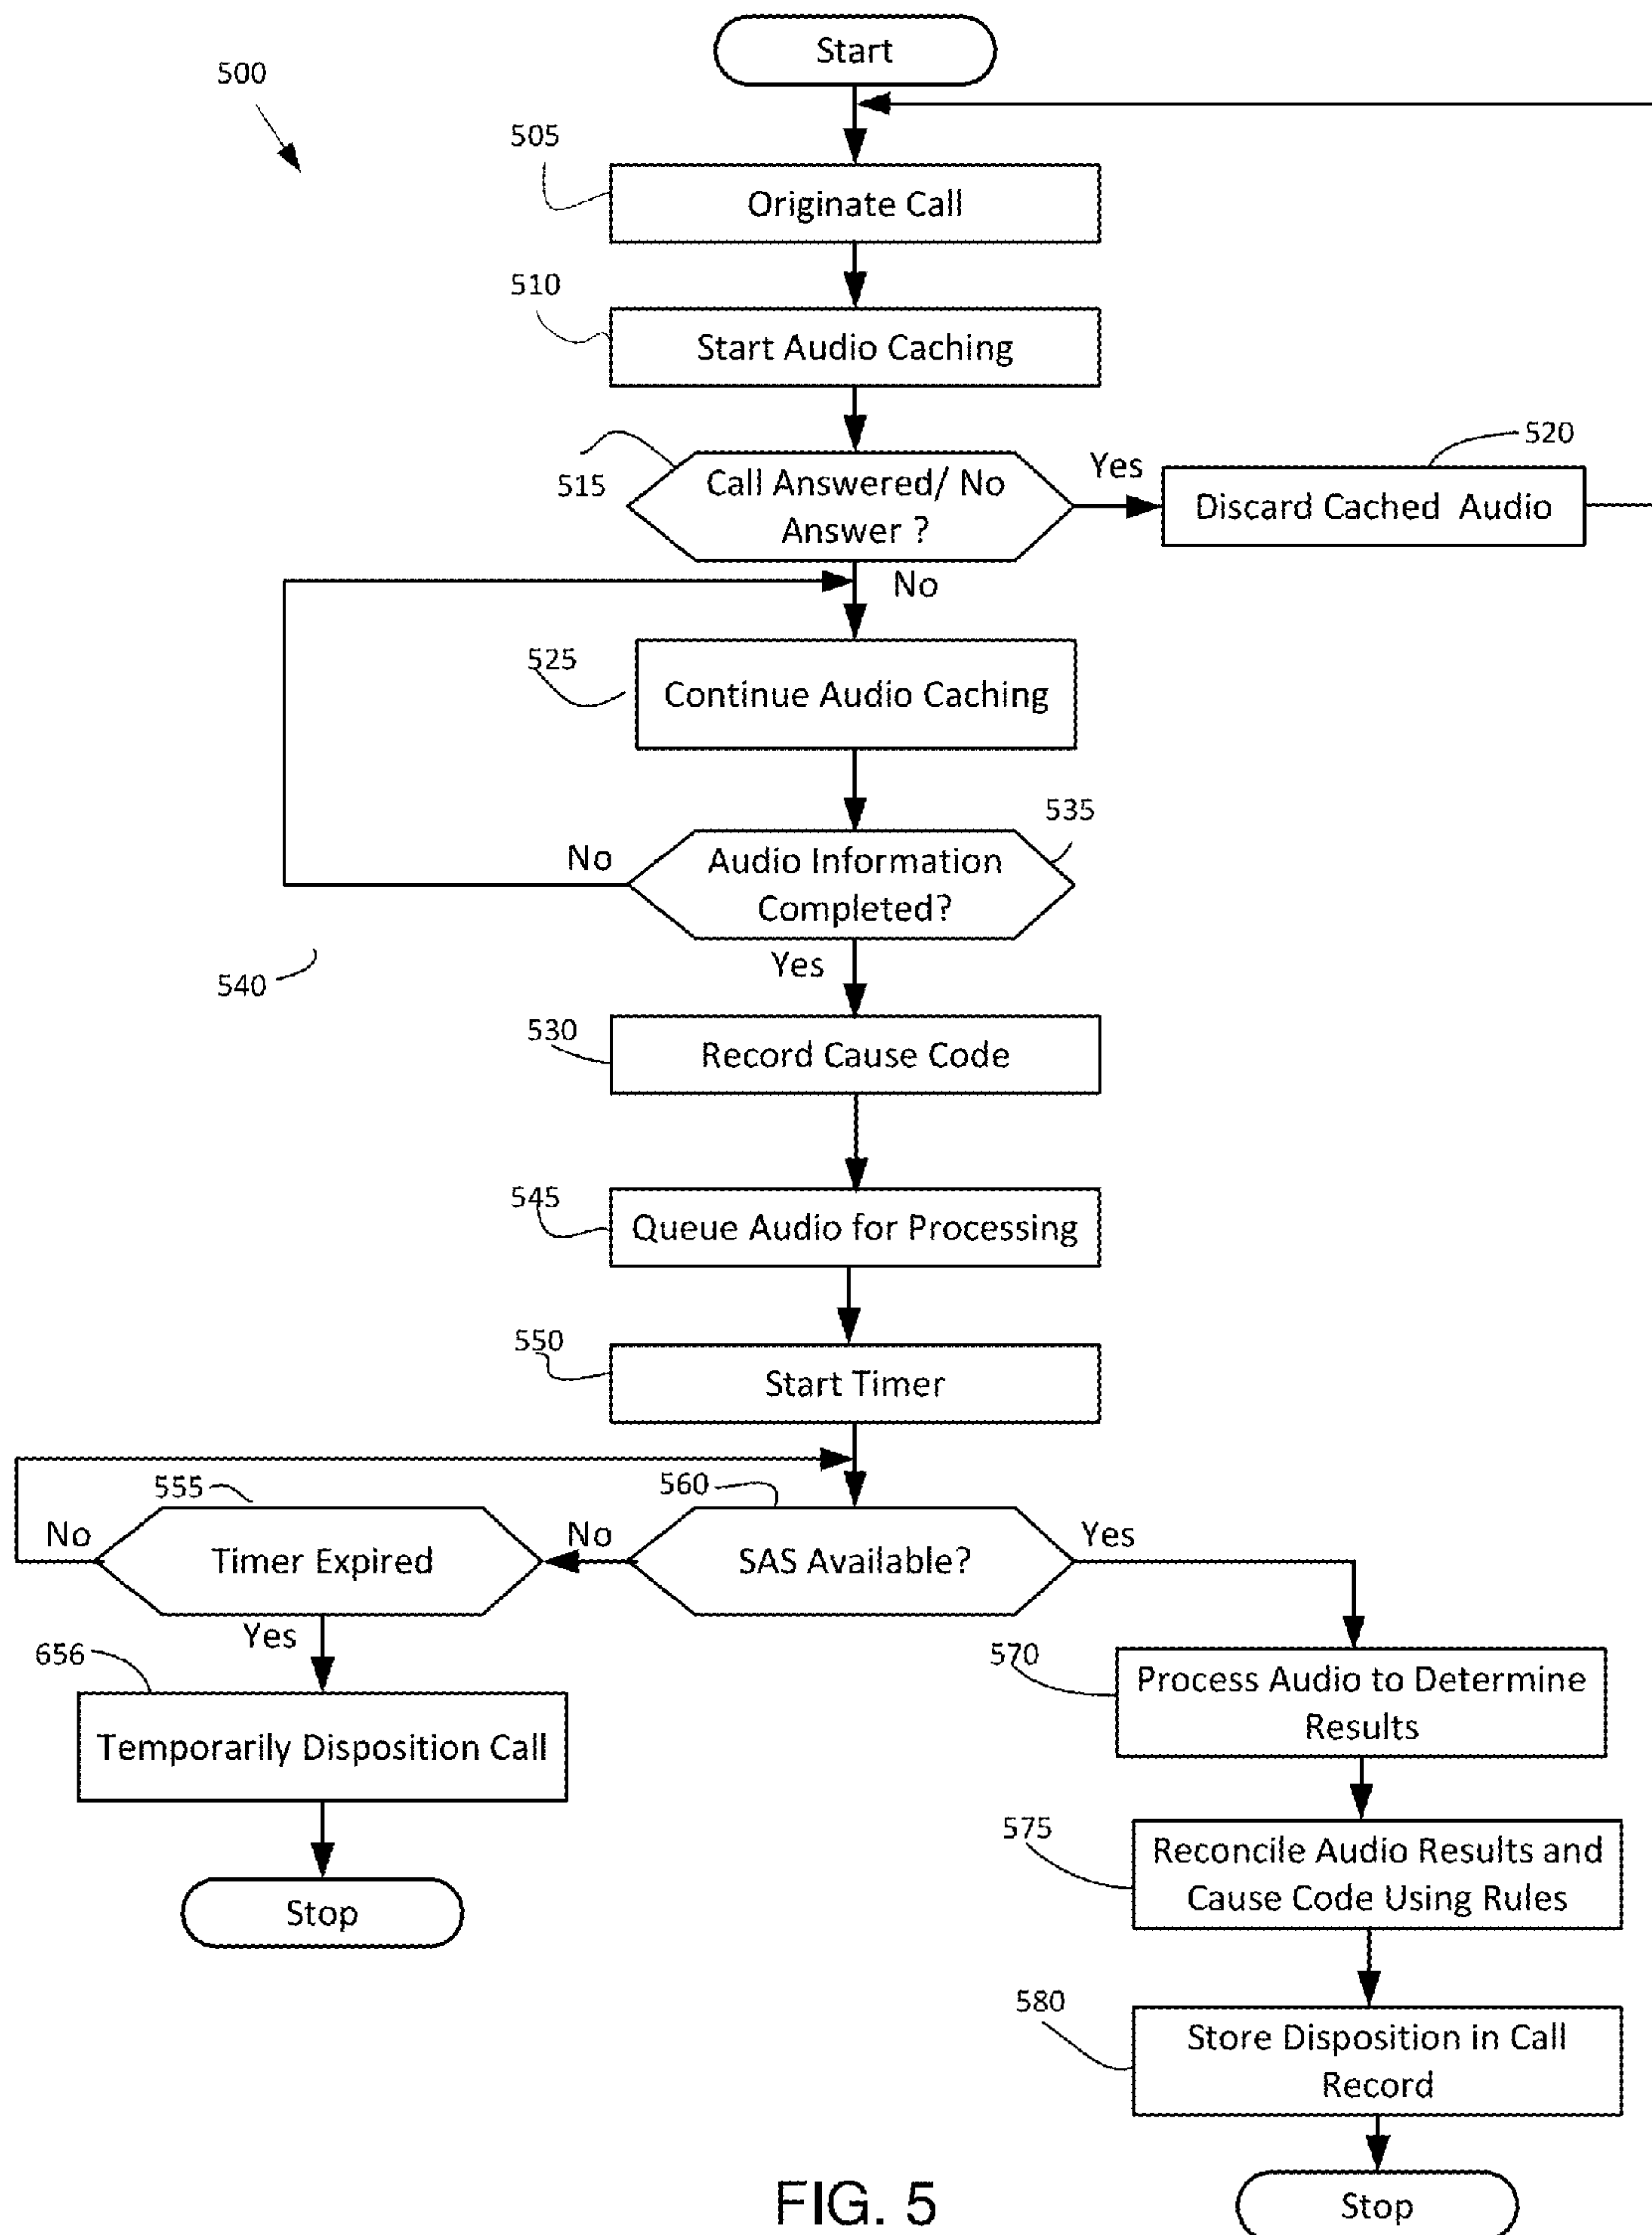 Start
500
505
Originate Call
510
Start Audio Caching
515
Call Answered/ No
Answer ?
Yes
520
Discard Cached Audio
No
525
Continue Audio Caching
535
No
Audio Information
Completed?
540
Yes
530
Record Cause Code
545
Queue Audio for Processing
550
Start Timer
555
560
No
Timer Expired
No
SAS Available?
Yes
Yes
656
Temporarily Disposition Call
Stop
570
Process Audio to Determine
Results
575
Reconcile Audio Results and
Cause Code Using Rules
580
Store Disposition in Call
Record
Stop
FIG. 5